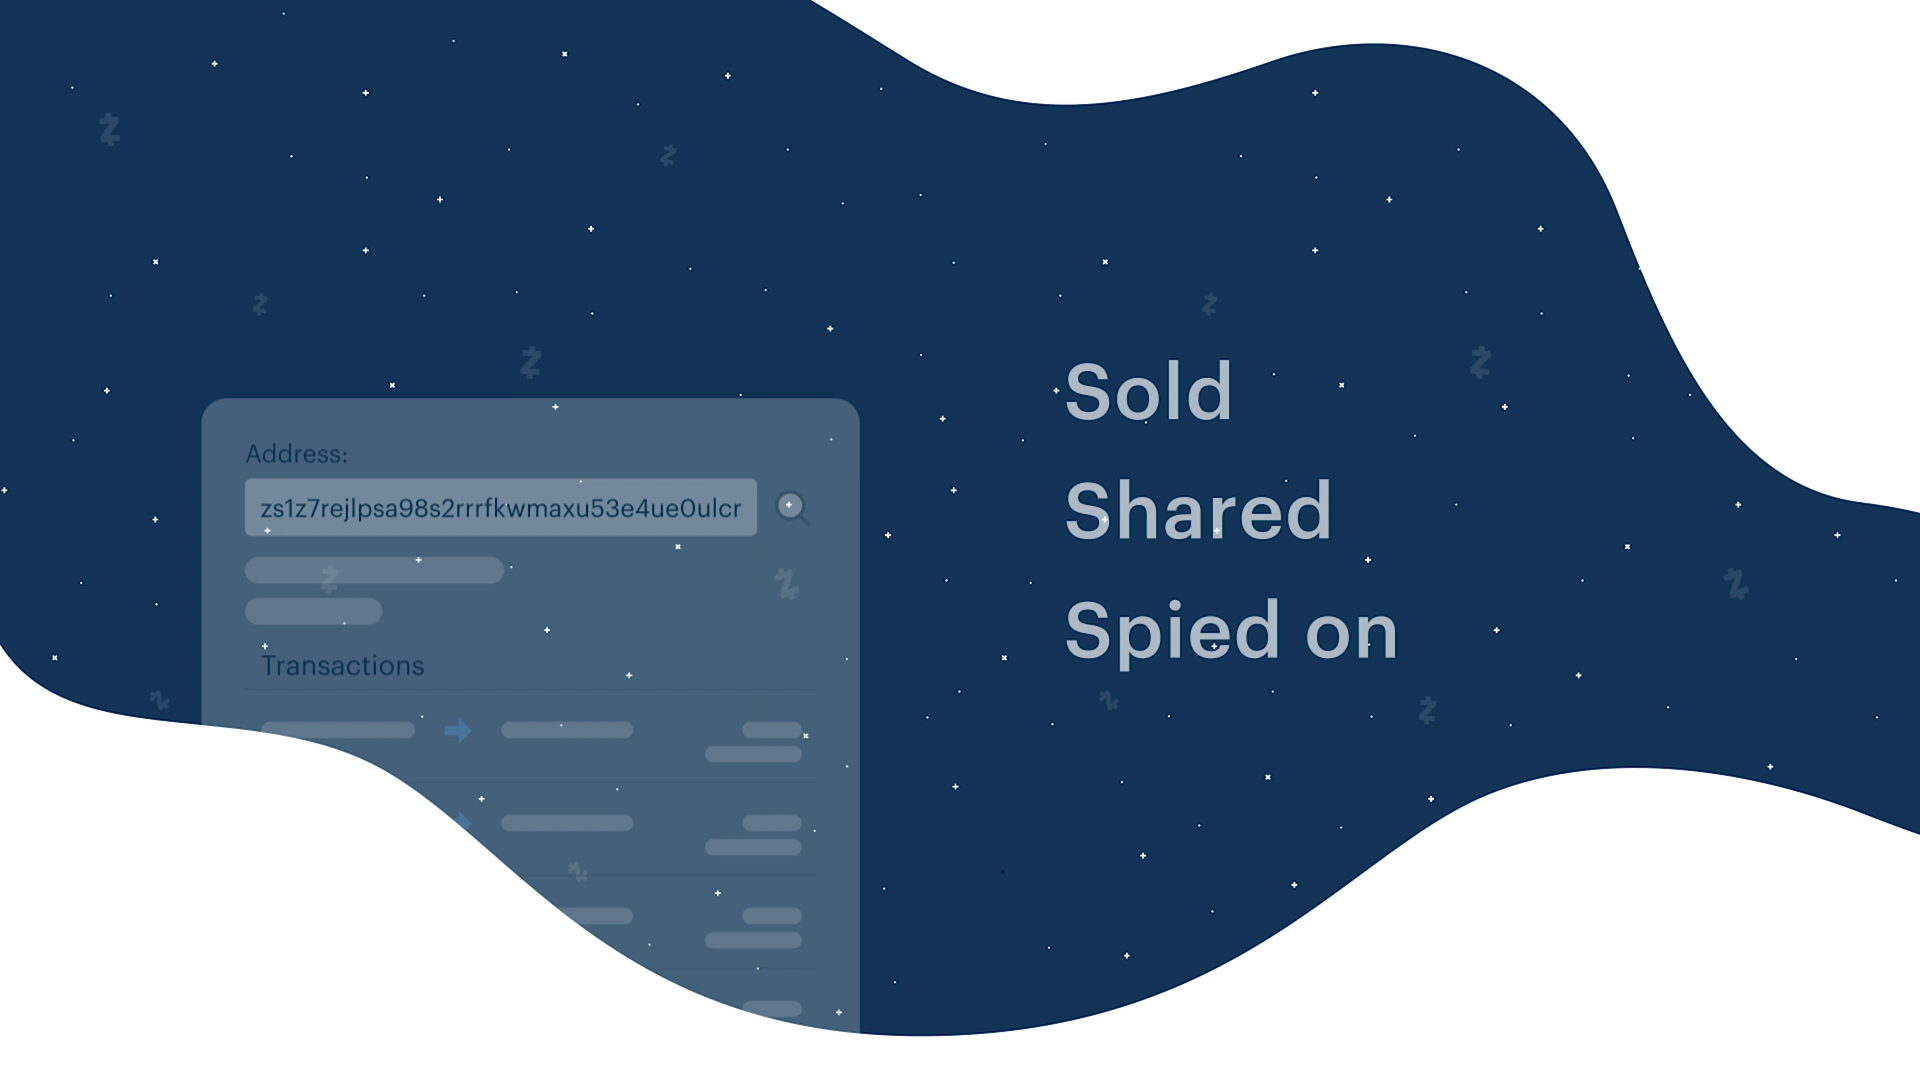 Address:
zs1z7rejlpsa98s2rrrfkwmaxu53e4ue0ulcr
Transactions
Sold
Shared
Spied on